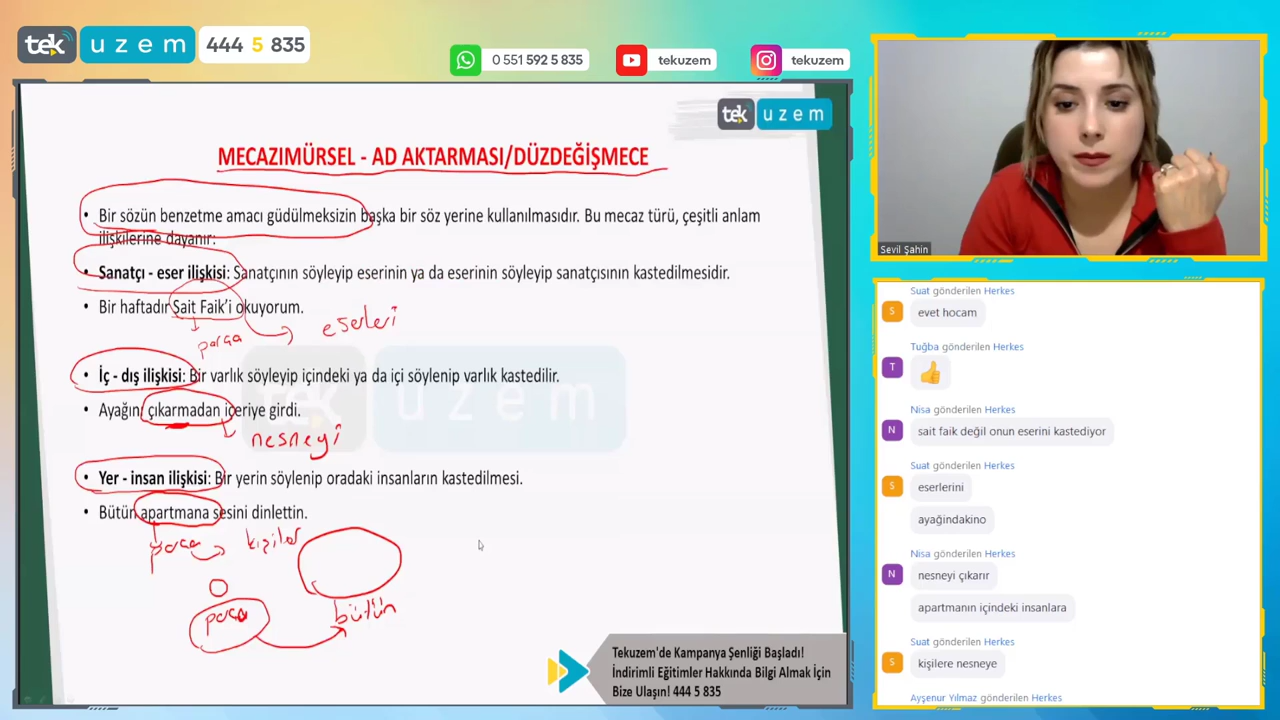 tek uzem 444 5 835
0 551 592 5 835
tekuzem
tekuzem
tek uzem
MECAZIMÜRSEL - AD AKTARMASI/DÜZDEĞİŞMECE
• Bir sözün benzetme amacı güdülmeksizin başka bir söz yerine kullanılmasıdır. Bu mecaz türü, çeşitli anlam
ilişkilerine dayanır:
• Sanatçı - eser ilişkisi: Sanatçının söyleyip eserinin ya da eserinin söyleyip sanatçısının kastedilmesidir.
• Bir haftadır Sait Faik'i okuyorum.
parça
eserleri
• İç - dış ilişkisi: Bir varlık söyleyip içindeki ya da içi söylenip varlık kastedilir.
• Ayağını çıkarmadan içeriye girdi.
nesneyi
tek uzem
• Yer - insan ilişkisi: Bir yerin söylenip oradaki insanların kastedilmesi.
• Bütün apartmana sesini dinlettin.
parça
kişiler
parça
bütün
Tekuzem'de Kampanya Şenliği Başladı!
İndirimli Eğitimler Hakkında Bilgi Almak İçin
Bize Ulaşın! 444 5 835
Sevil Şahin
Suat gönderilen Herkes
S
evet hocam
Tuğba gönderilen Herkes
T
Nisa gönderilen Herkes
N
sait faik değil onun eserini kastediyor
Suat gönderilen Herkes
S
eserlerini
ayağindakino
Nisa gönderilen Herkes
N
nesneyi çıkarır
apartmanın içindeki insanlara
Suat gönderilen Herkes
S
kişilere nesneye
Ayşenur Yılmaz gönderilen Herkes